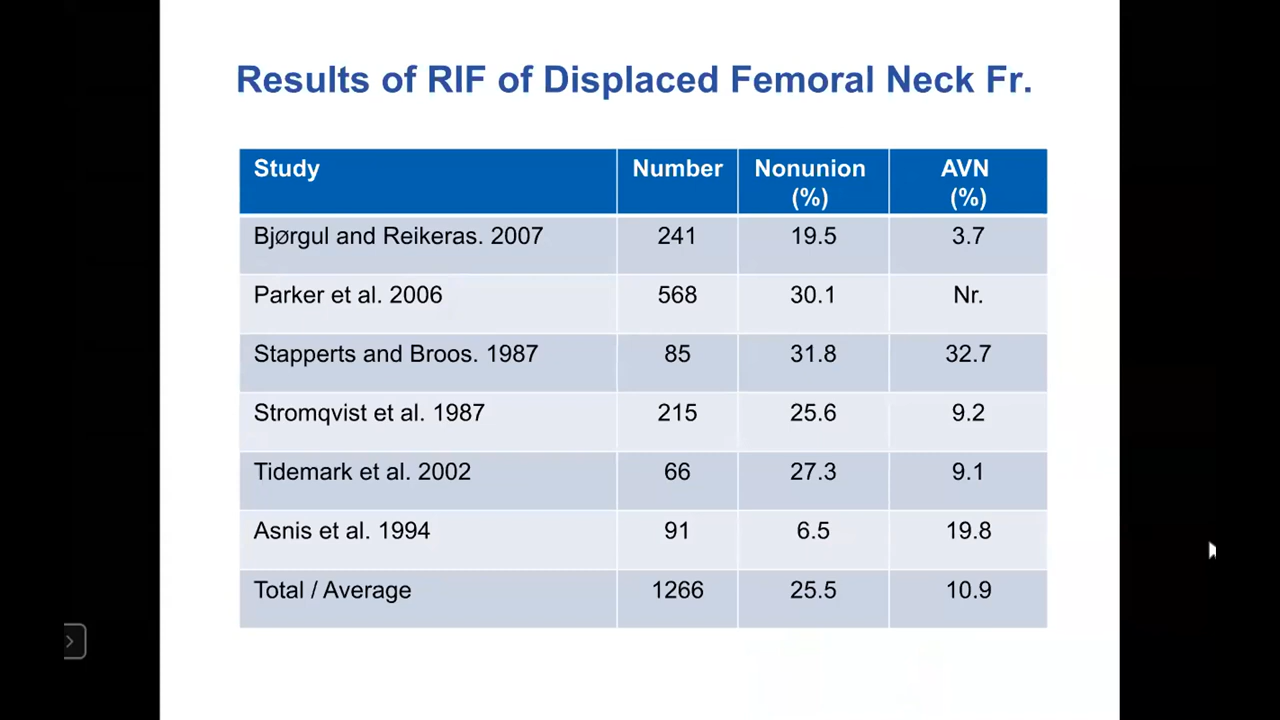 Results of RIF of Displaced Femoral Neck Fr.
Study Number Nonunion (%) AVN (%)
Bjørgul and Reikeras. 2007 241 19.5 3.7
Parker et al. 2006 568 30.1 Nr.
Stapperts and Broos. 1987 85 31.8 32.7
Stromqvist et al. 1987 215 25.6 9.2
Tidemark et al. 2002 66 27.3 9.1
Asnis et al. 1994 91 6.5 19.8
Total / Average 1266 25.5 10.9